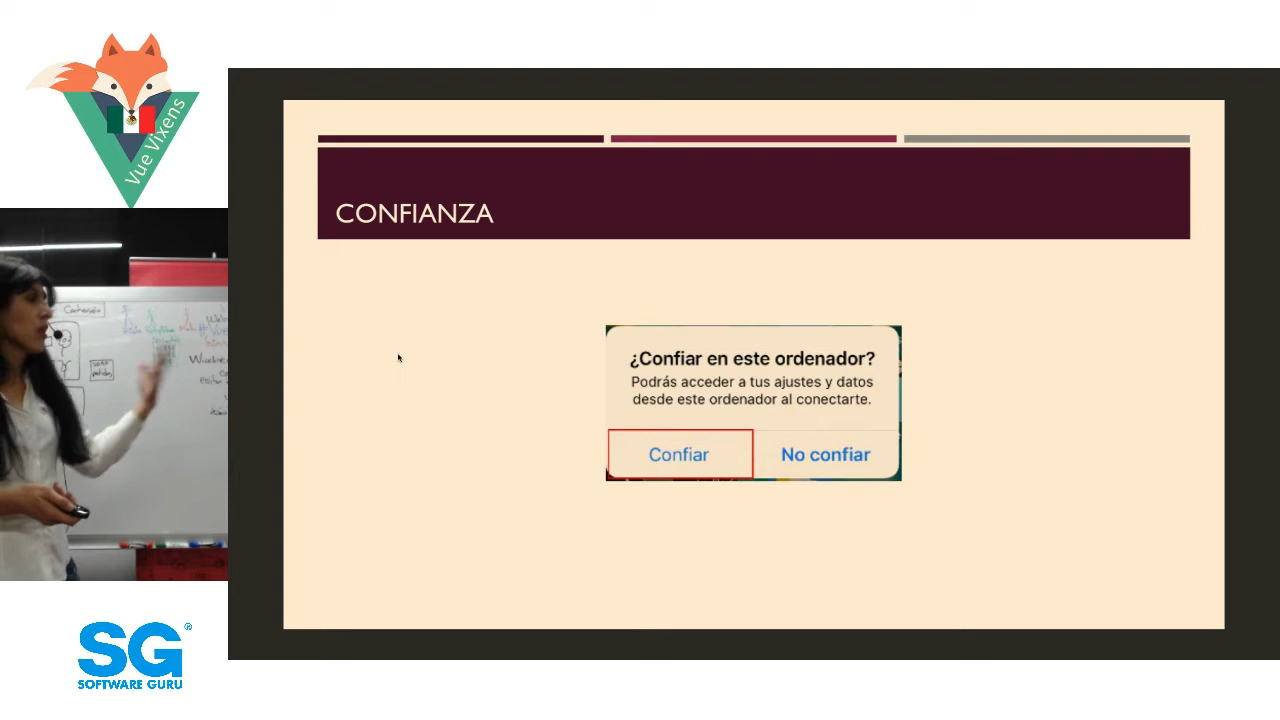 Vue Vixens
CONFIANZA
¿Confiar en este ordenador?
Podrás acceder a tus ajustes y datos
desde este ordenador al conectarte.
Confiar
No confiar
SG®
SOFTWARE GURU